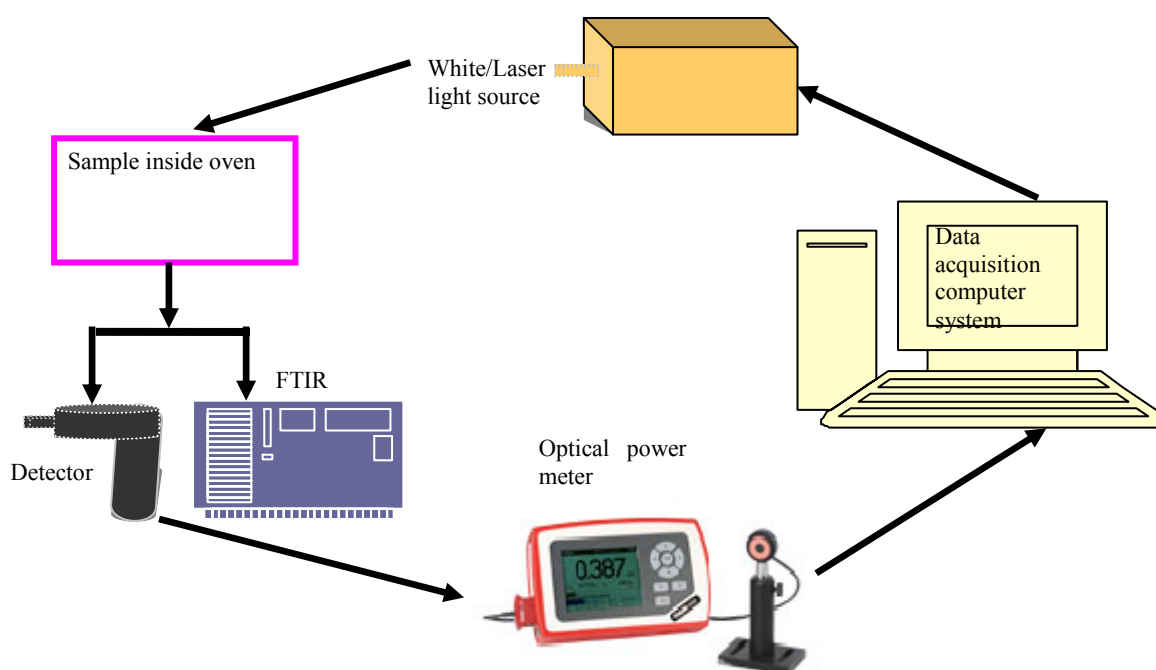 White/Laser
light source
Sample inside oven
Data
acquisition
computer
system
FTIR
Detector
Optical power
meter
0.387